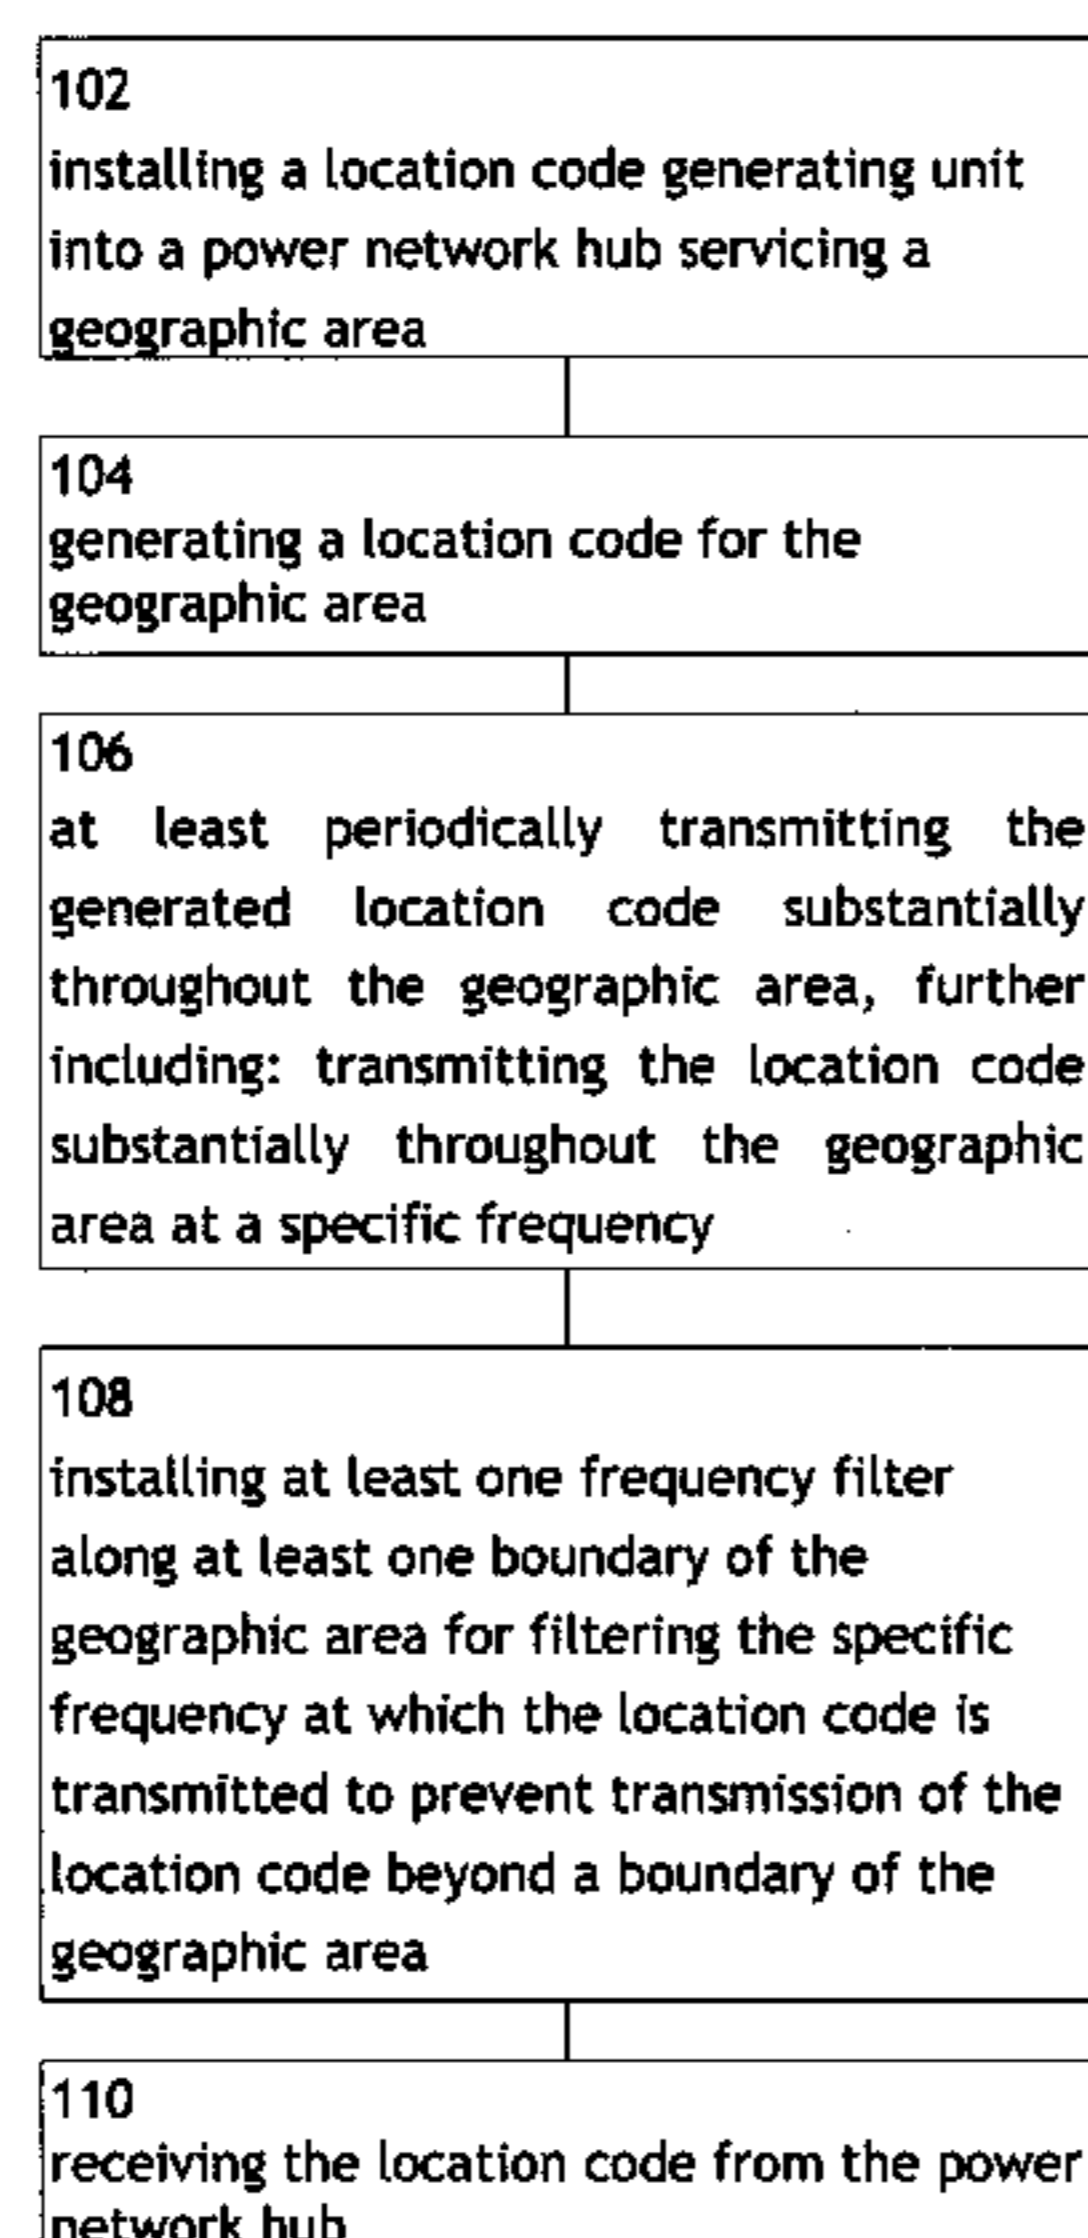 102
installing a location code generating unit
into a power network hub servicing a
geographic area
104
generating a location code for the
geographic area
106
at least periodically transmitting the
generated location code substantially
throughout the geographic area, further
including: transmitting the location code
substantially throughout the geographic
area at a specific frequency
108
installing at least one frequency filter
along at least one boundary of the
geographic area for filtering the specific
frequency at which the location code is
transmitted to prevent transmission of the
location code beyond a boundary of the
geographic area
110
receiving the location code from the power
network hub